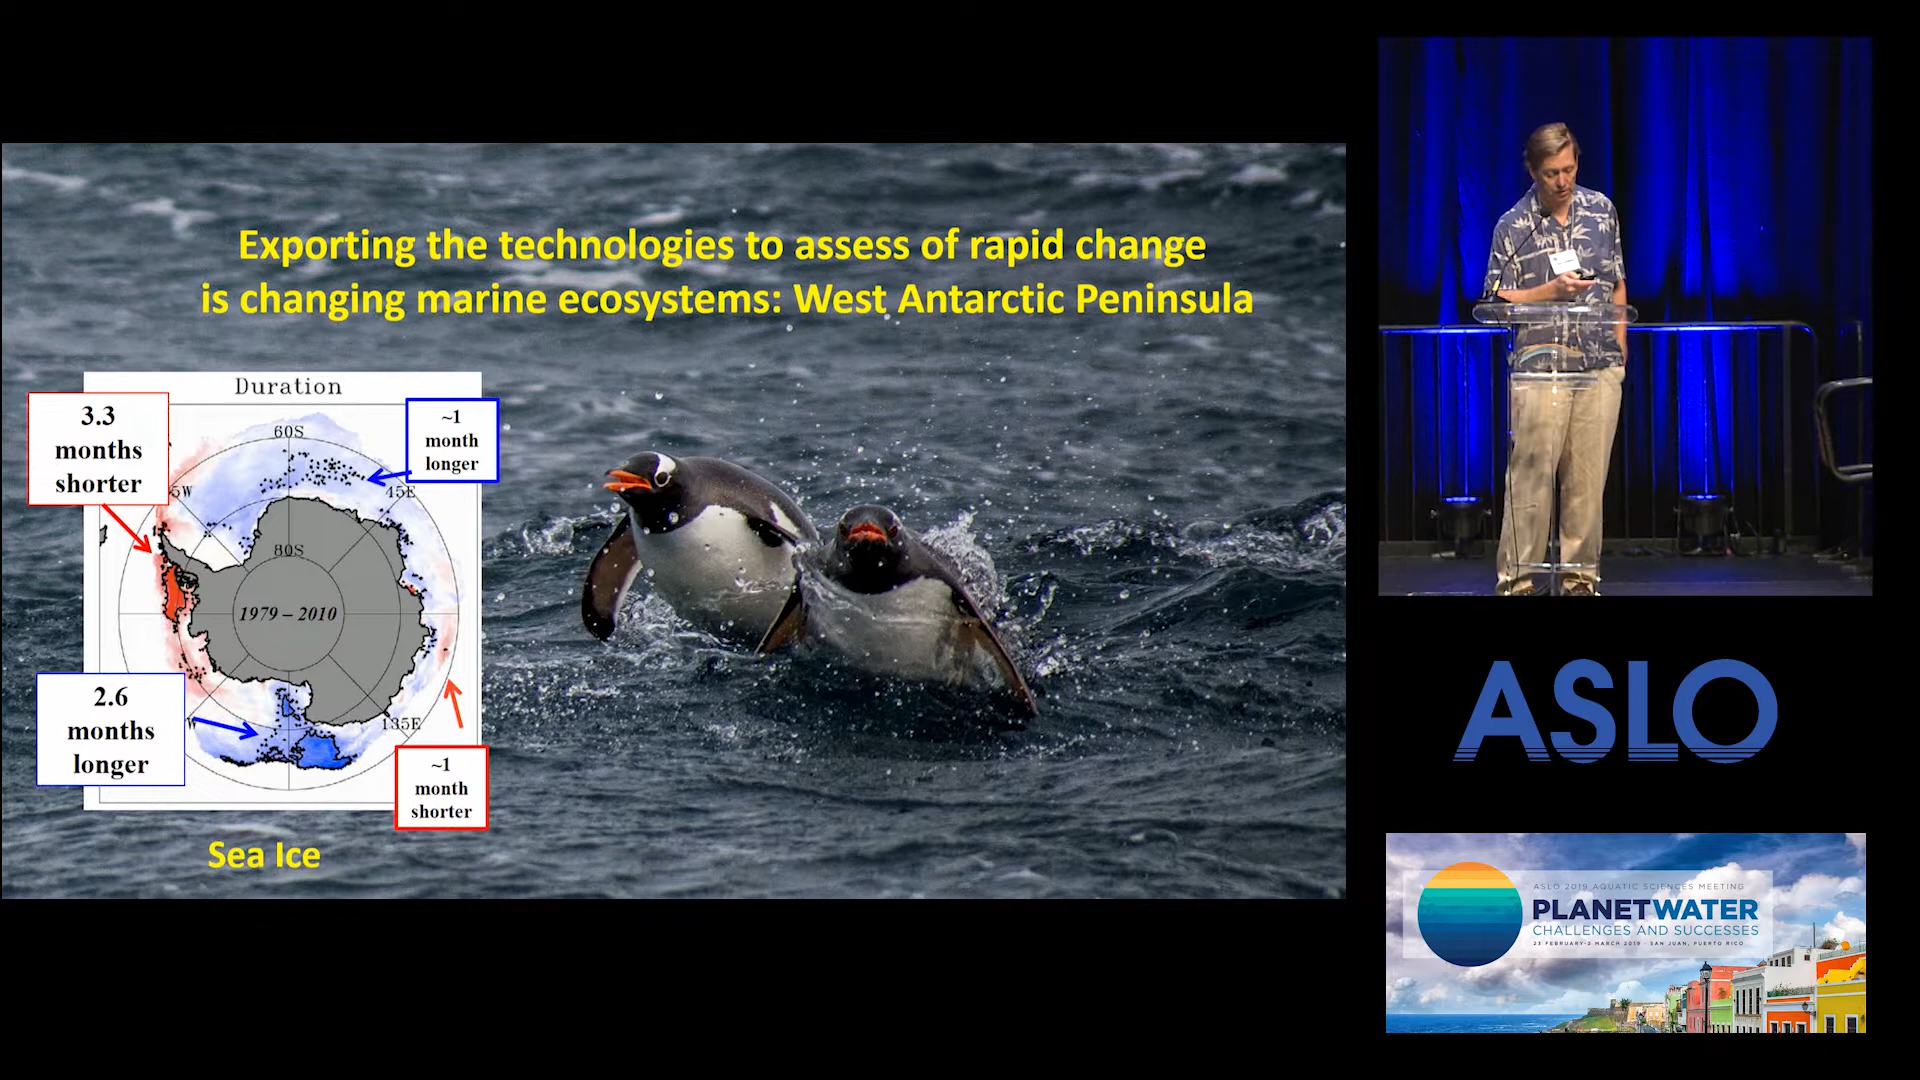 Exporting the technologies to assess of rapid change
is changing marine ecosystems: West Antarctic Peninsula
Duration
3.3
months
shorter
~1
month
longer
60S
5W
45E
80S
1979 – 2010
2.6
months
longer
W
135E
~1
month
shorter
Sea Ice
ASLO
ASLO 2019 AQUATIC SCIENCES MEETING
PLANETWATER
CHALLENGES AND SUCCESSES
23 FEBRUARY-2 MARCH 2019 · SAN JUAN, PUERTO RICO